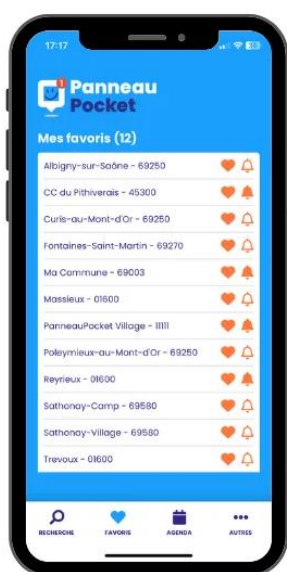 17:17
1
Panneau
Pocket
Mes favoris (12)
Albigny-sur-Saône - 69250
CC du Pithiverais - 45300
Curis-au-Mont-d'Or - 69250
Fontaines-Saint-Martin - 69270
Ma Commune - 69003
Massieux - 01600
PanneauPocket Village - 11111
Poleymieux-au-Mont-d'Or - 69250
Reyrieux - 01600
Sathonay-Camp - 69580
Sathonay-Village - 69580
Trevoux - 01600
RECHERCHE FAVORIS AGENDA AUTRES